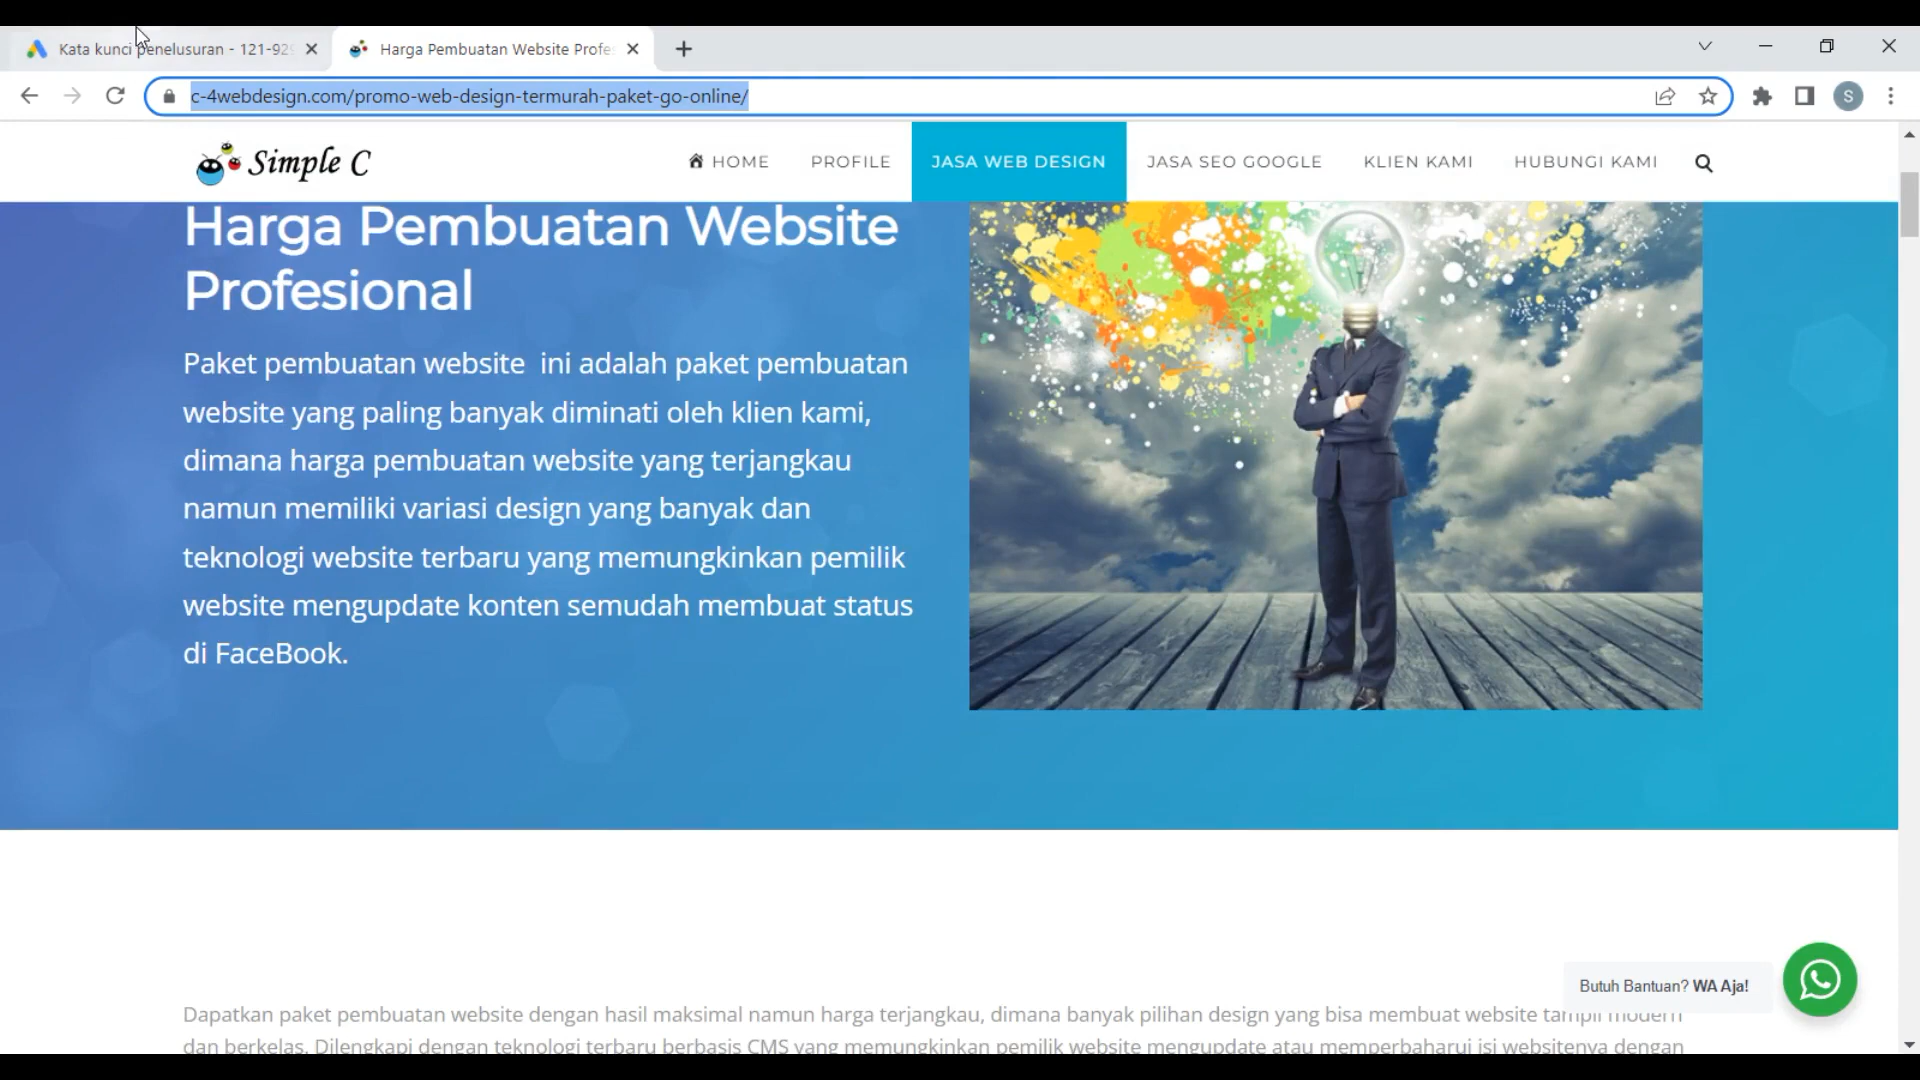 Kata kunci penelusuran - 121-929
Harga Pembuatan Website Profe
c-4webdesign.com/promo-web-design-termurah-paket-go-online/
S
Simple C
HOME
PROFILE
JASA WEB DESIGN
JASA SEO GOOGLE
KLIEN KAMI
HUBUNGI KAMI
Harga Pembuatan Website
Profesional
Paket pembuatan website ini adalah paket pembuatan
website yang paling banyak diminati oleh klien kami,
dimana harga pembuatan website yang terjangkau
namun memiliki variasi design yang banyak dan
teknologi website terbaru yang memungkinkan pemilik
website mengupdate konten semudah membuat status
di FaceBook.
Butuh Bantuan? WA Aja!
Dapatkan paket pembuatan website dengan hasil maksimal namun harga terjangkau, dimana banyak pilihan design yang bisa membuat website tampil modern
dan berkelas. Dilengkapi dengan teknologi terbaru berbasis CMS yang memungkinkan pemilik website mengupdate atau memperbaharui isi websitenya dengan